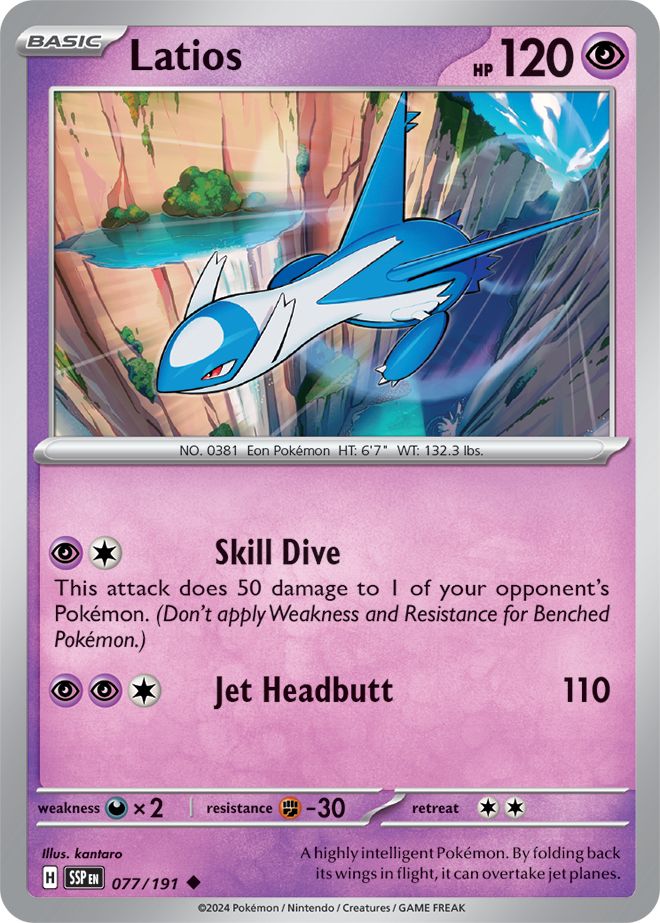 BASIC
Latios
HP 120
NO. 0381 Eon Pokémon HT: 6'7" WT: 132.3 lbs.
Skill Dive
This attack does 50 damage to 1 of your opponent's
Pokémon. (Don't apply Weakness and Resistance for Benched
Pokémon.)
Jet Headbutt 110
weakness ×2 resistance -30 retreat
Illus. kantaro
A highly intelligent Pokémon. By folding back
its wings in flight, it can overtake jet planes.
H SSP EN 077/191
©2024 Pokémon / Nintendo / Creatures / GAME FREAK